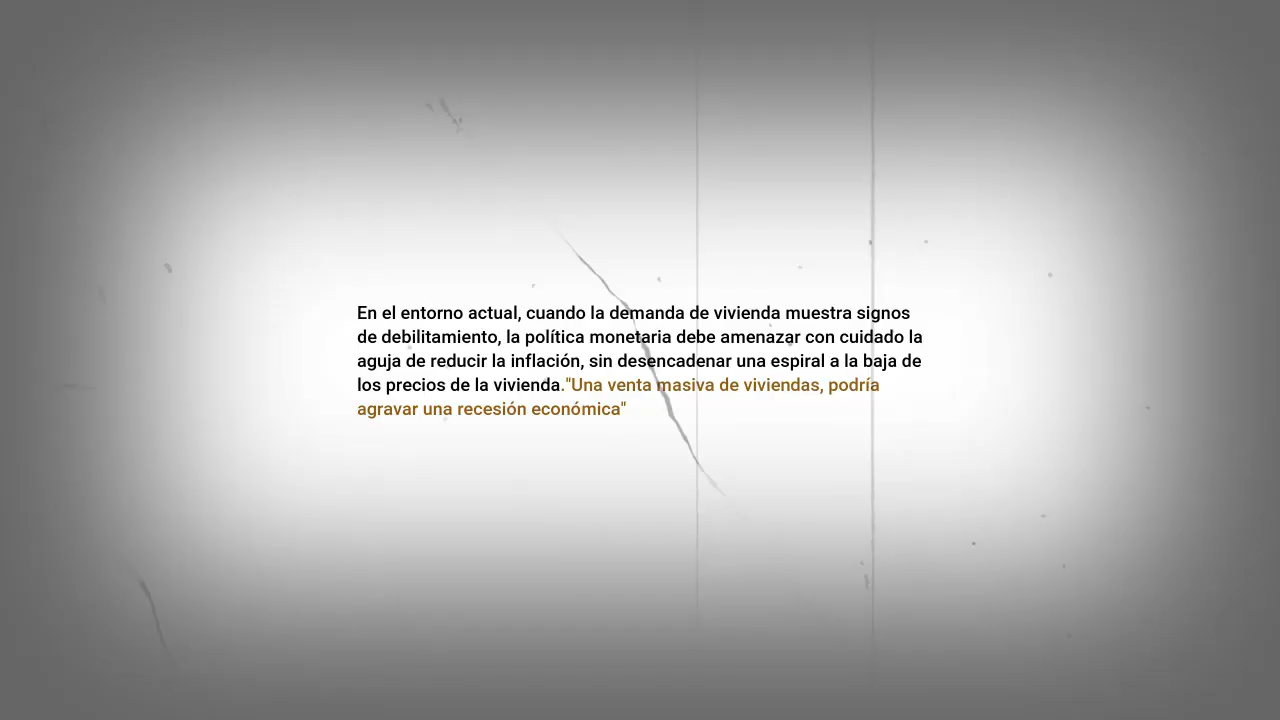 En el entorno actual, cuando la demanda de vivienda muestra signos
de debilitamiento, la política monetaria debe amenazar con cuidado la
aguja de reducir la inflación, sin desencadenar una espiral a la baja de
los precios de la vivienda."Una venta masiva de viviendas, podría
agravar una recesión económica"